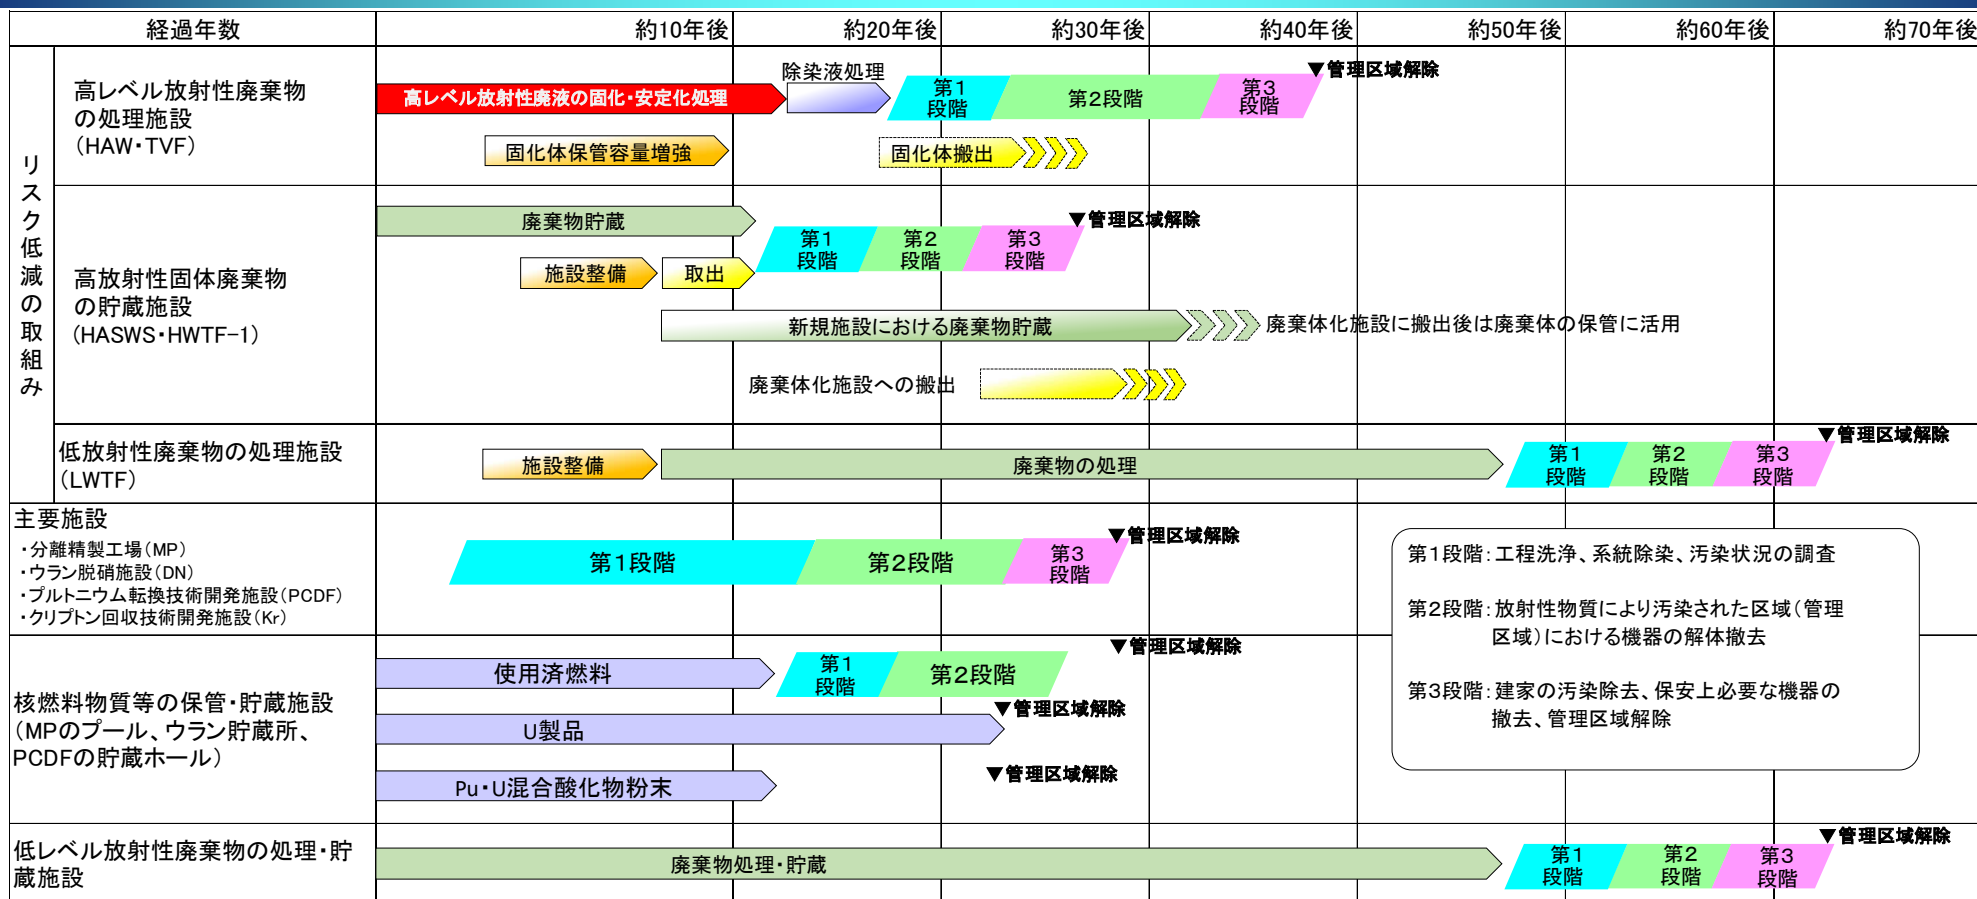 経過年数
約10年後
約20年後
約30年後
約40年後
約50年後
約60年後
約70年後
リスク低減の取組み
高レベル放射性廃棄物
の処理施設
（HAW・TVF）
高レベル放射性廃液の固化・安定化処理
除染液処理
第1
段階
第2段階
第3
段階
▼管理区域解除
固化体保管容量増強
固化体搬出
高放射性固体廃棄物
の貯蔵施設
（HASWS・HWTF-1）
廃棄物貯蔵
施設整備
取出
第1
段階
第2
段階
第3
段階
▼管理区域解除
新規施設における廃棄物貯蔵
廃棄体化施設に搬出後は廃棄体の保管に活用
廃棄体化施設への搬出
低放射性廃棄物の処理施設
（LWTF）
施設整備
廃棄物の処理
第1
段階
第2
段階
第3
段階
▼管理区域解除
主要施設
・分離精製工場（MP）
・ウラン脱硝施設（DN）
・プルトニウム転換技術開発施設（PCDF）
・クリプトン回収技術開発施設（Kr）
第1段階
第2段階
第3
段階
▼管理区域解除
第1段階：工程洗浄、系統除染、汚染状況の調査
第2段階：放射性物質により汚染された区域（管理
区域）における機器の解体撤去
第3段階：建家の汚染除去、保安上必要な機器の
撤去、管理区域解除
核燃料物質等の保管・貯蔵施設
（MPのプール、ウラン貯蔵所、
PCDFの貯蔵ホール）
使用済燃料
第1
段階
第2段階
▼管理区域解除
U製品
▼管理区域解除
Pu・U混合酸化物粉末
▼管理区域解除
低レベル放射性廃棄物の処理・貯
蔵施設
廃棄物処理・貯蔵
第1
段階
第2
段階
第3
段階
▼管理区域解除